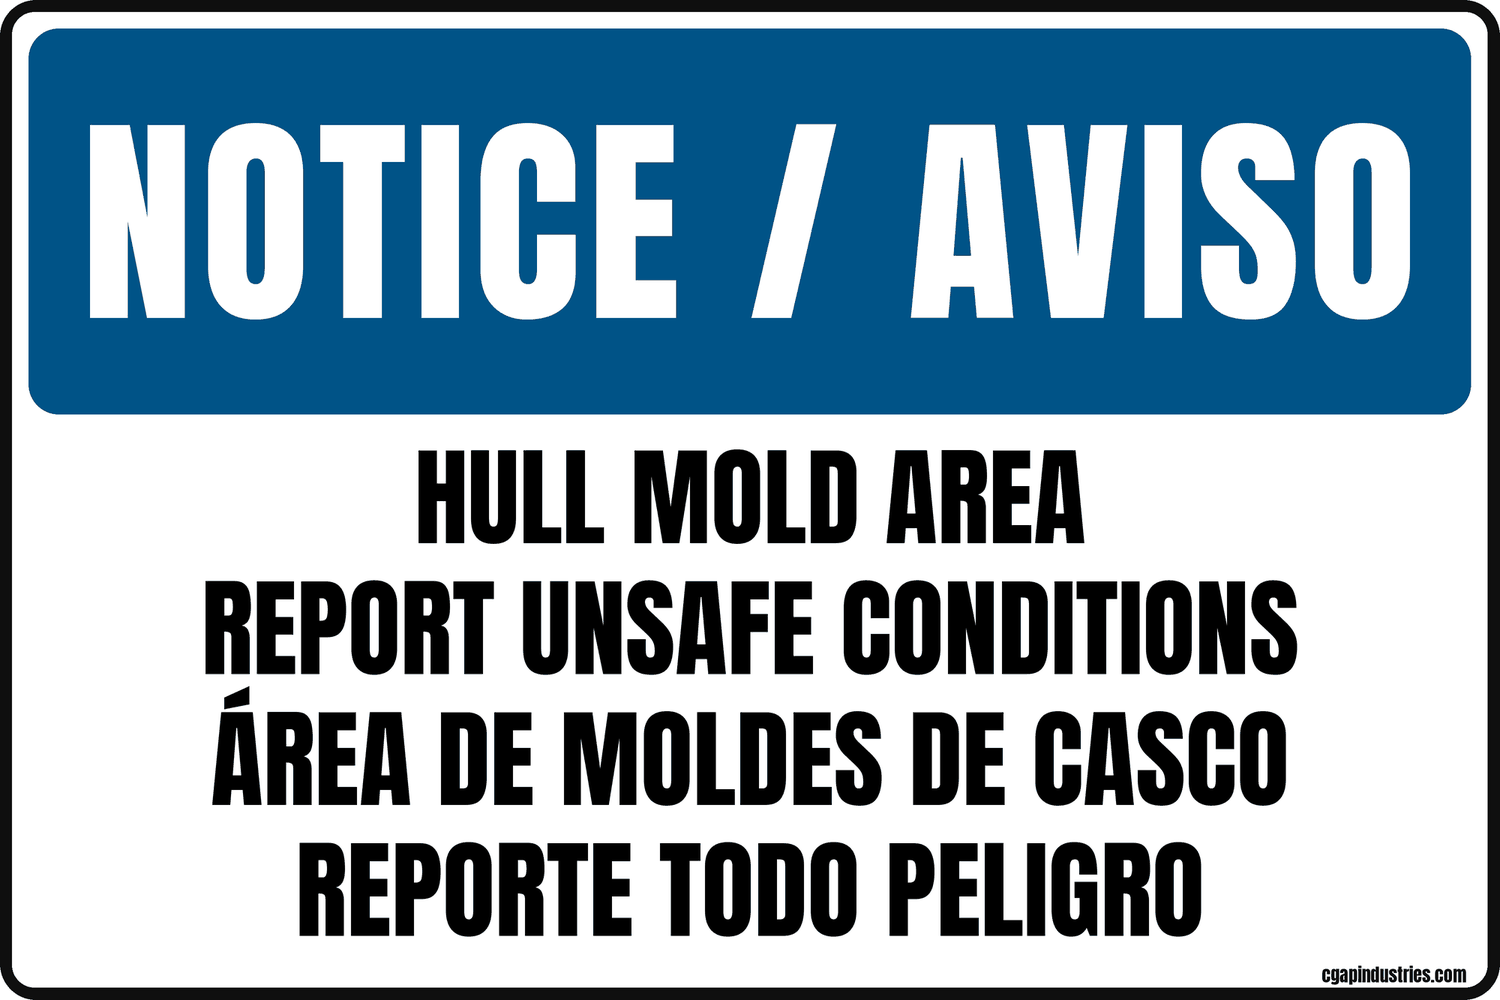 NOTICE / AVISO
HULL MOLD AREA
REPORT UNSAFE CONDITIONS
ÁREA DE MOLDES DE CASCO
REPORTE TODO PELIGRO
cgapindustries.com